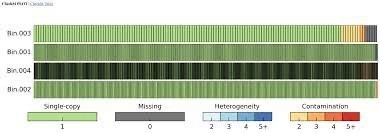 Bin.003
Bin.001
Bin.004
Bin.002
Single-copy
Missing
Heterogeneity
Contamination
1
0
2 3 4 5+
2 3 4 5+